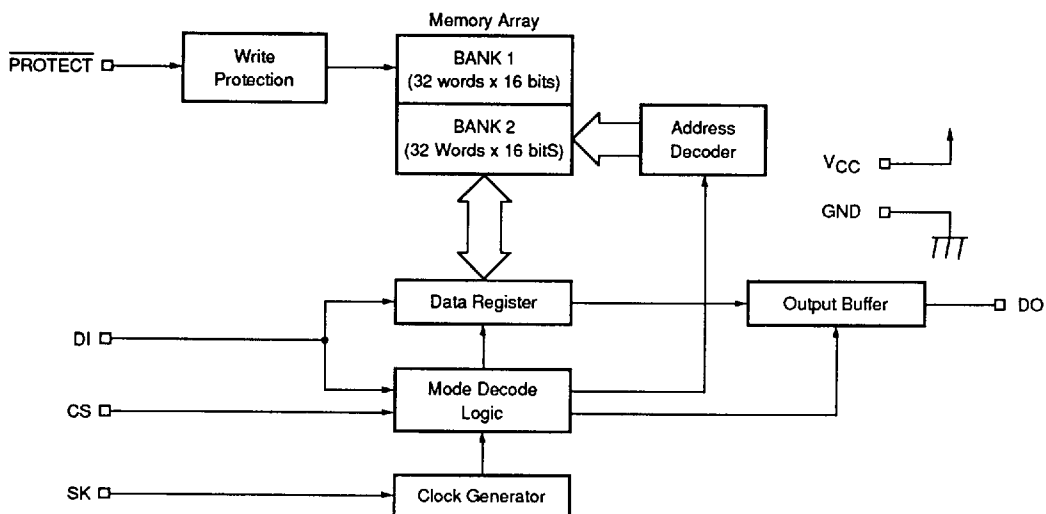 Memory Array
PROTECT
Write
Protection
BANK 1
(32 words x 16 bits)
BANK 2
(32 Words x 16 bitS)
Address
Decoder
VCC
GND
Data Register
Output Buffer
DO
DI
Mode Decode
Logic
CS
SK
Clock Generator